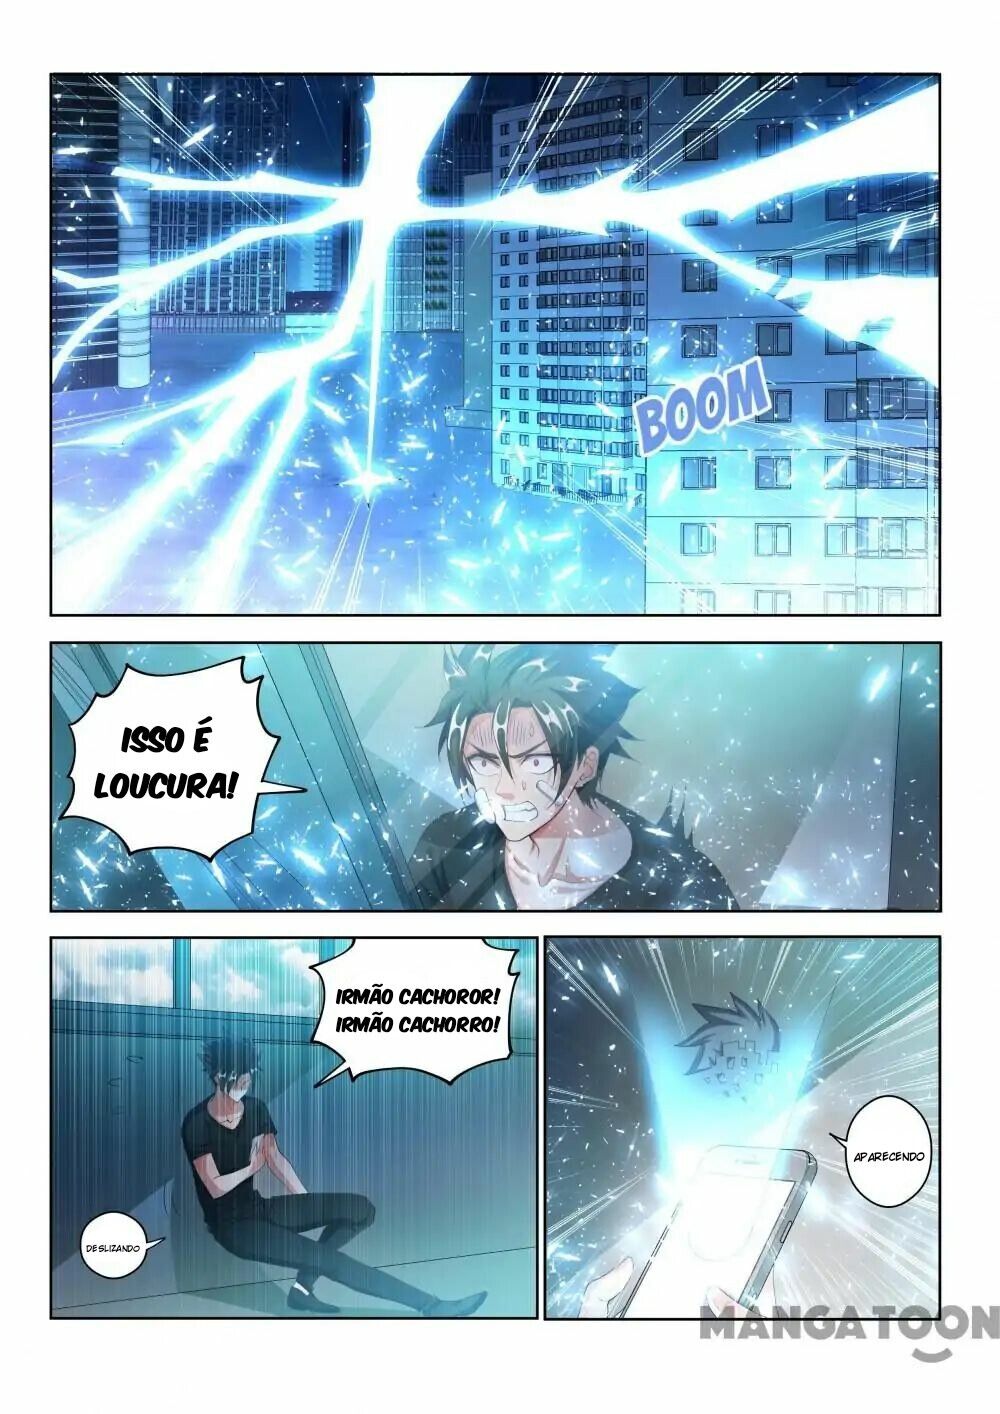 BOOM
ISSO É
LOUCURA!
IRMÃO CACHOROR!
IRMÃO CACHORRO!
DESLIZANDO
APARECENDO
MANGATOON